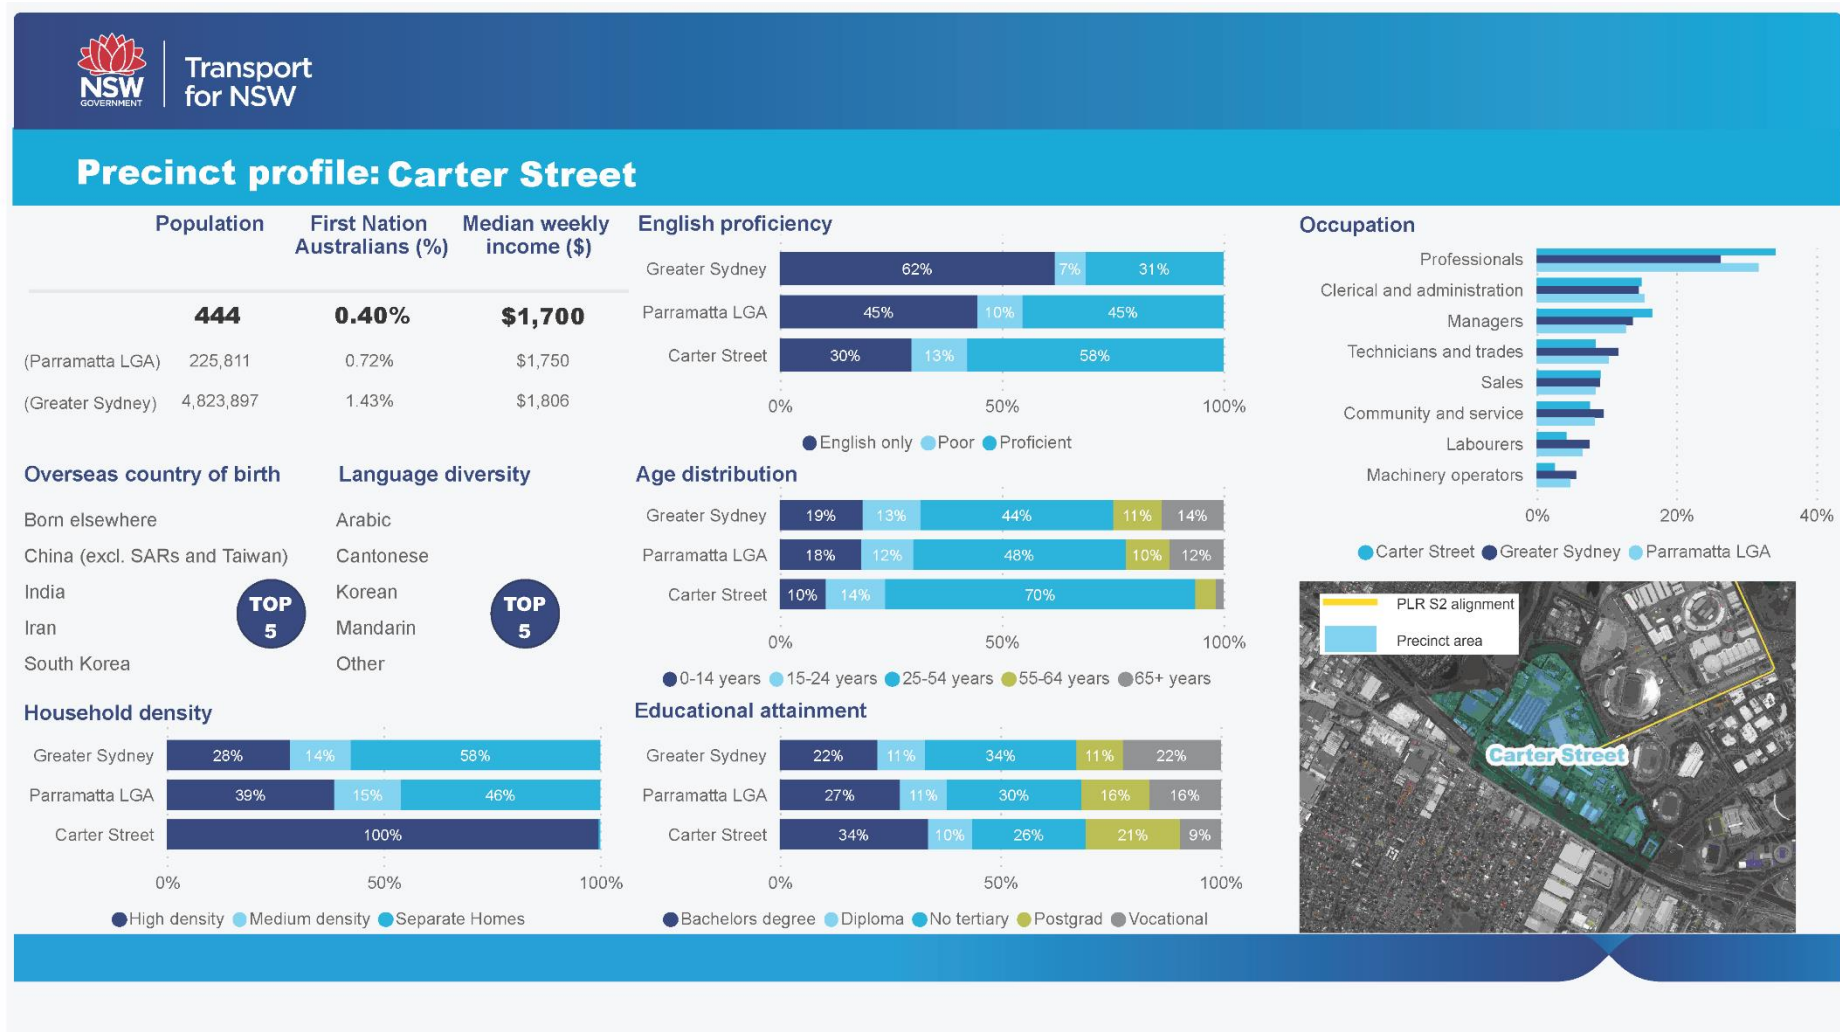 NSW
GOVERNMENT
Transport
for NSW
Precinct profile: Carter Street
Population
First Nation
Australians (%)
Median weekly
income ($)
444 0.40% $1,700
(Parramatta LGA) 225,811 0.72% $1,750
(Greater Sydney) 4,823,897 1.43% $1,806
Overseas country of birth
Born elsewhere
China (excl. SARs and Taiwan)
India
Iran
South Korea
TOP
5
Language diversity
Arabic
Cantonese
Korean
Mandarin
Other
TOP
5
Household density
Greater Sydney 28% 14% 58%
Parramatta LGA 39% 15% 46%
Carter Street 100%
0% 50% 100%
High density Medium density Separate Homes
English proficiency
Greater Sydney 62% 7% 31%
Parramatta LGA 45% 10% 45%
Carter Street 30% 13% 58%
0% 50% 100%
English only Poor Proficient
Age distribution
Greater Sydney 19% 13% 44% 11% 14%
Parramatta LGA 18% 12% 48% 10% 12%
Carter Street 10% 14% 70%
0% 50% 100%
0-14 years 15-24 years 25-54 years 55-64 years 65+ years
Educational attainment
Greater Sydney 22% 11% 34% 11% 22%
Parramatta LGA 27% 11% 30% 16% 16%
Carter Street 34% 10% 26% 21% 9%
0% 50% 100%
Bachelors degree Diploma No tertiary Postgrad Vocational
Occupation
Professionals
Clerical and administration
Managers
Technicians and trades
Sales
Community and service
Labourers
Machinery operators
0% 20% 40%
Carter Street Greater Sydney Parramatta LGA
PLR S2 alignment
Precinct area
Carter Street